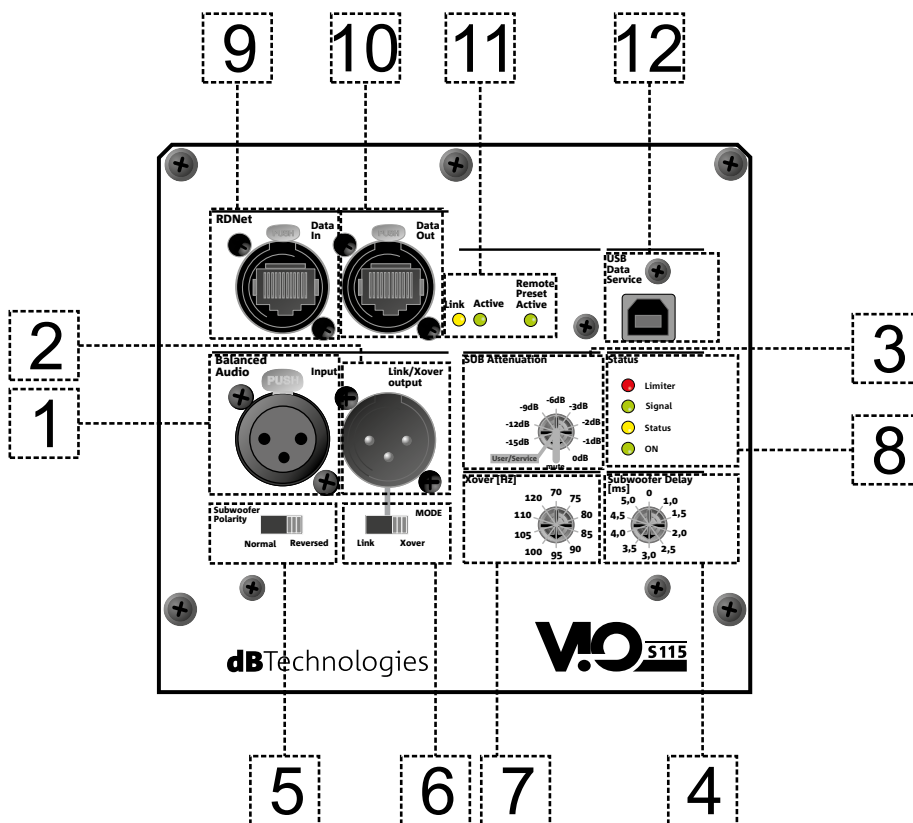 9 10 11 12
RDNet
Data
In
PUSH
Data
Out
PUSH
USB
Data
Service
Link Active
Remote
Preset
Active
2
3
1
8
Balanced
Audio
Input
PUSH
Link/Xover
output
SUB Attenuation
-6dB
-9dB
-3dB
-12dB
-2dB
-15dB
-1dB
User/Service
0dB
mute
Status
Limiter
Signal
Status
ON
Subwoofer
Polarity
Normal Reversed
MODE
Link Xover
Xover [Hz]
70
120 75
110 80
105 85
100 90
95
Subwoofer Delay
[ms]
0
5,0 1,0
4,5 1,5
4,0 2,0
3,5 2,5
3,0
dBTechnologies
VIO
S115
5 6 7 4